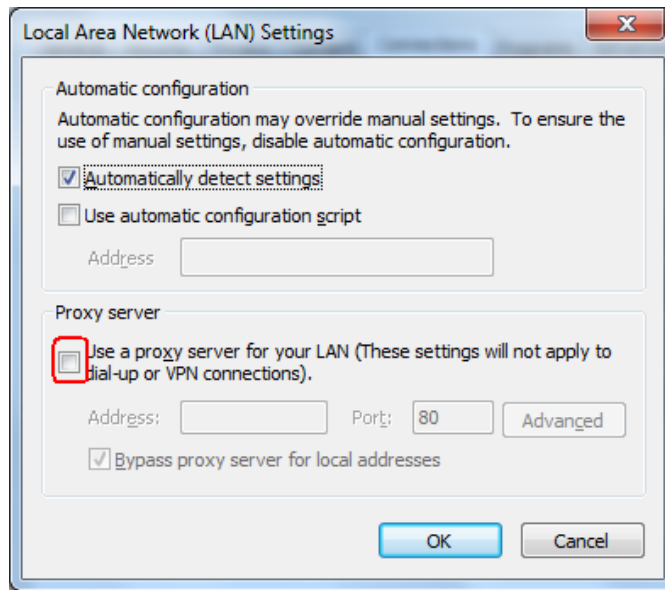 Local Area Network (LAN) Settings
Automatic configuration
Automatic configuration may override manual settings. To ensure the
use of manual settings, disable automatic configuration.
Automatically detect settings
Use automatic configuration script
Address
Proxy server
Use a proxy server for your LAN (These settings will not apply to
dial-up or VPN connections).
Address:
Port: 80
Advanced
Bypass proxy server for local addresses
OK
Cancel